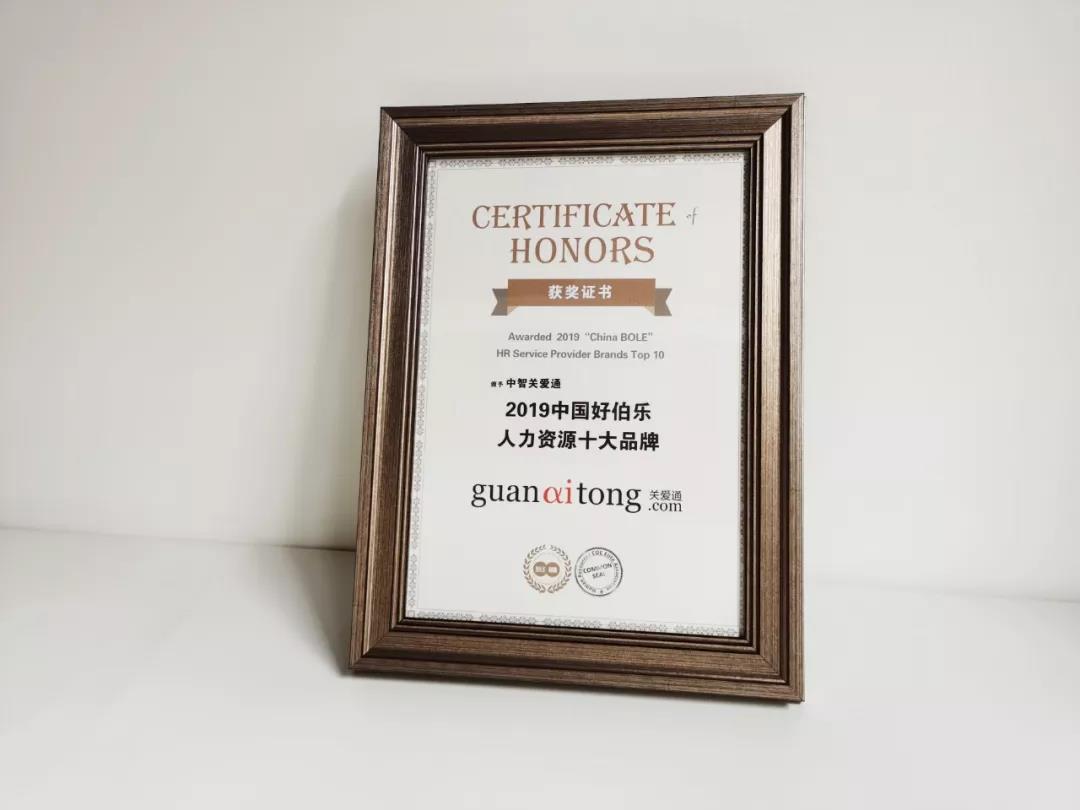 CERTIFICATE of
HONORS
获奖证书
Awarded 2019 "China BOLE"
HR Service Provider Brands Top 10
颁予 中智关爱通
2019中国好伯乐
人力资源十大品牌
guanαitong 关爱通
.com
COMMON
SEAL